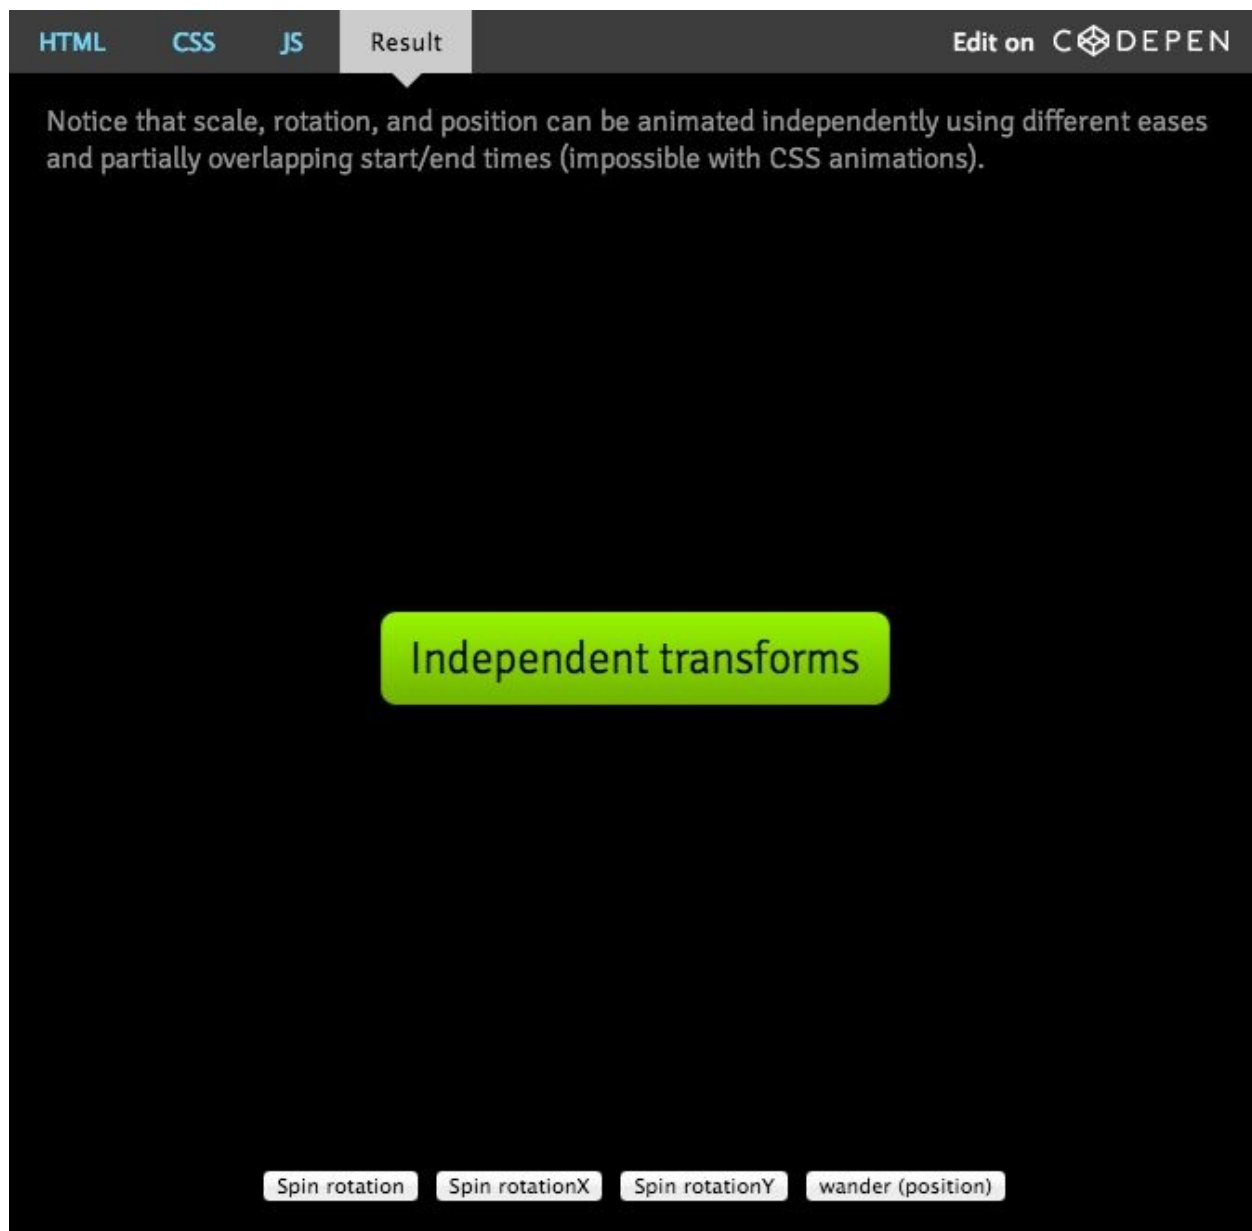 HTML CSS JS Result Edit on CODEPEN
Notice that scale, rotation, and position can be animated independently using different eases
and partially overlapping start/end times (impossible with CSS animations).
Independent transforms
Spin rotation Spin rotationX Spin rotationY wander (position)